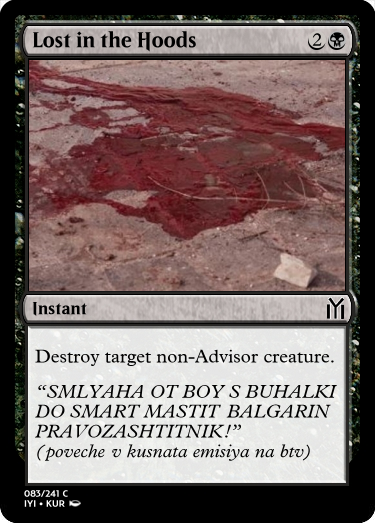 Lost in the Hoods 2
Instant
Destroy target non-Advisor creature.
“SMLYAHA OT BOY S BUHALKI
DO SMART MASTIT BALGARIN
PRAVOZASHTITNIK!”
(poveche v kusnata emisiya na btv)
083/241 C
IYI • KUR